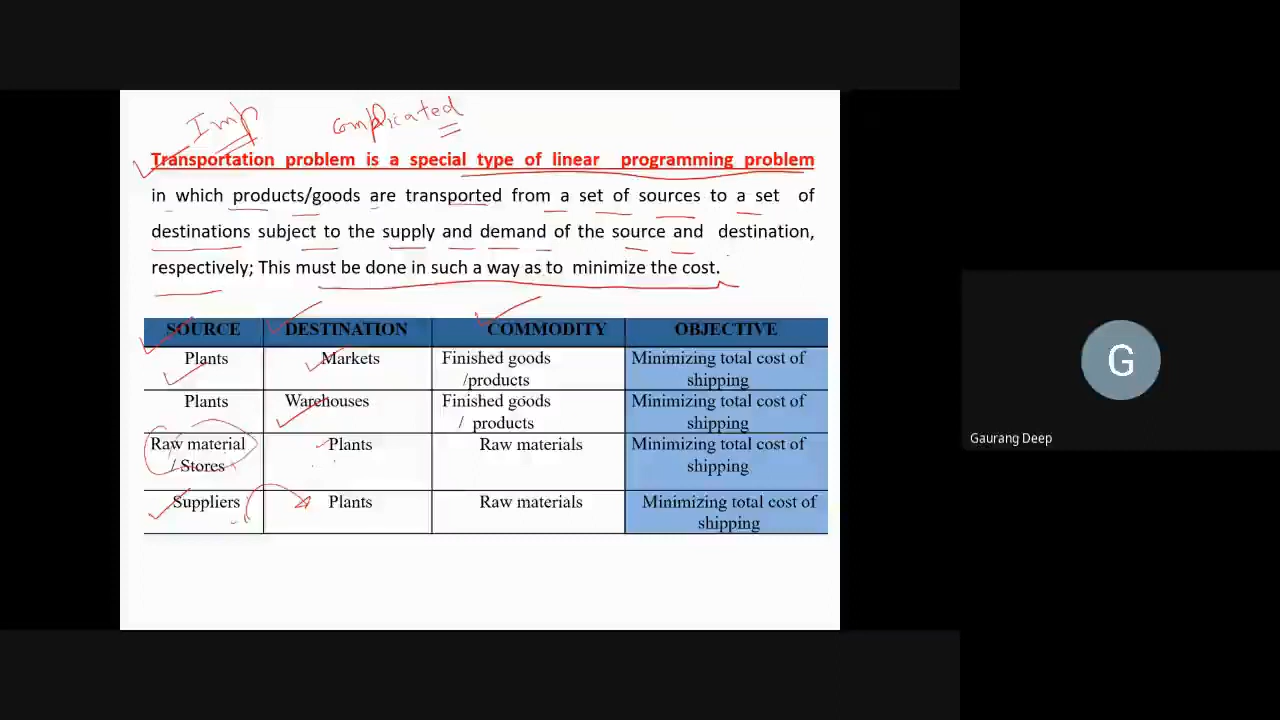 Imp complicated
Transportation problem is a special type of linear programming problem
in which products/goods are transported from a set of sources to a set of
destinations subject to the supply and demand of the source and destination,
respectively; This must be done in such a way as to minimize the cost.
SOURCE DESTINATION COMMODITY OBJECTIVE
Plants Markets Finished goods Minimizing total cost of
/products shipping
Plants Warehouses Finished goods Minimizing total cost of
/ products shipping
Raw material Plants Raw materials Minimizing total cost of
/ Stores shipping
Suppliers Plants Raw materials Minimizing total cost of
shipping
G
Gaurang Deep